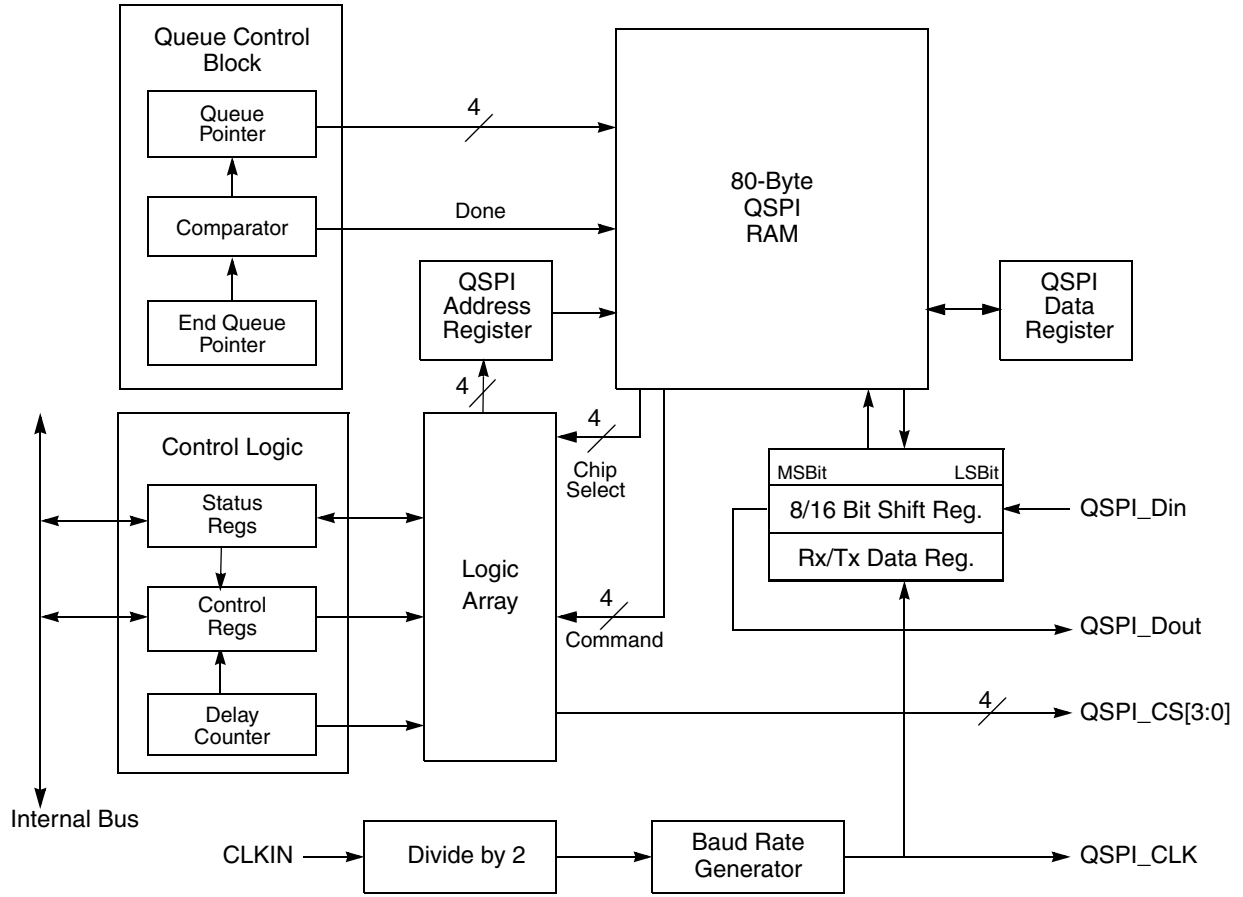 Queue Control
Block
Queue
Pointer
4
Comparator
Done
End Queue
Pointer
80-Byte
QSPI
RAM
QSPI
Address
Register
QSPI
Data
Register
4
4
Chip
Select
Control Logic
Status
Regs
Control
Regs
Delay
Counter
Logic
Array
4
Command
MSBit
LSBit
8/16 Bit Shift Reg.
Rx/Tx Data Reg.
QSPI_Din
QSPI_Dout
4
QSPI_CS[3:0]
Internal Bus
CLKIN
Divide by 2
Baud Rate
Generator
QSPI_CLK